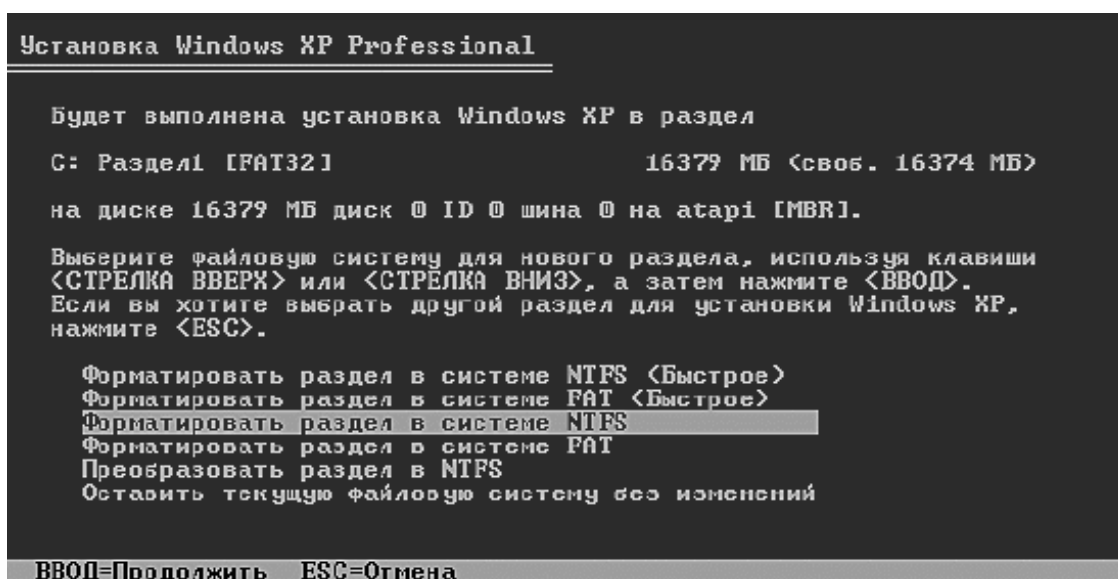 Установка Windows XP Professional
Будет выполнена установка Windows XP в раздел
C: Раздел1 [FAT32] 16379 МБ (своб. 16374 МБ)
на диске 16379 МБ диск 0 ID 0 шина 0 на atapi [MBR].
Выберите файловую систему для нового раздела, используя клавиши
<СТРЕЛКА ВВЕРХ> или <СТРЕЛКА ВНИЗ>, а затем нажмите <ВВОД>.
Если вы хотите выбрать другой раздел для установки Windows XP,
нажмите <ESC>.
Форматировать раздел в системе NTFS <Быстрое>
Форматировать раздел в системе FAT <Быстрое>
Форматировать раздел в системе NTFS
Форматировать раздел в системе FAT
Преобразовать раздел в NTFS
Оставить текущую файловую систему без изменений
ВВОД=Продолжить ESC=Отмена